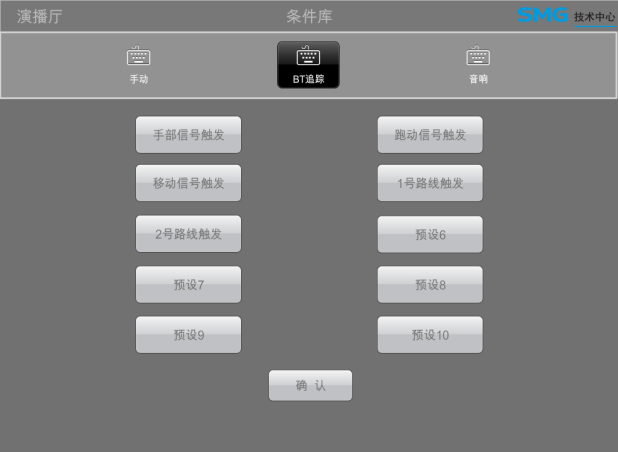 演播厅 条件库 SMG 技术中心
手动 BT追踪 音响
手部信号触发 跑动信号触发
移动信号触发 1号路线触发
2号路线触发 预设6
预设7 预设8
预设9 预设10
确 认